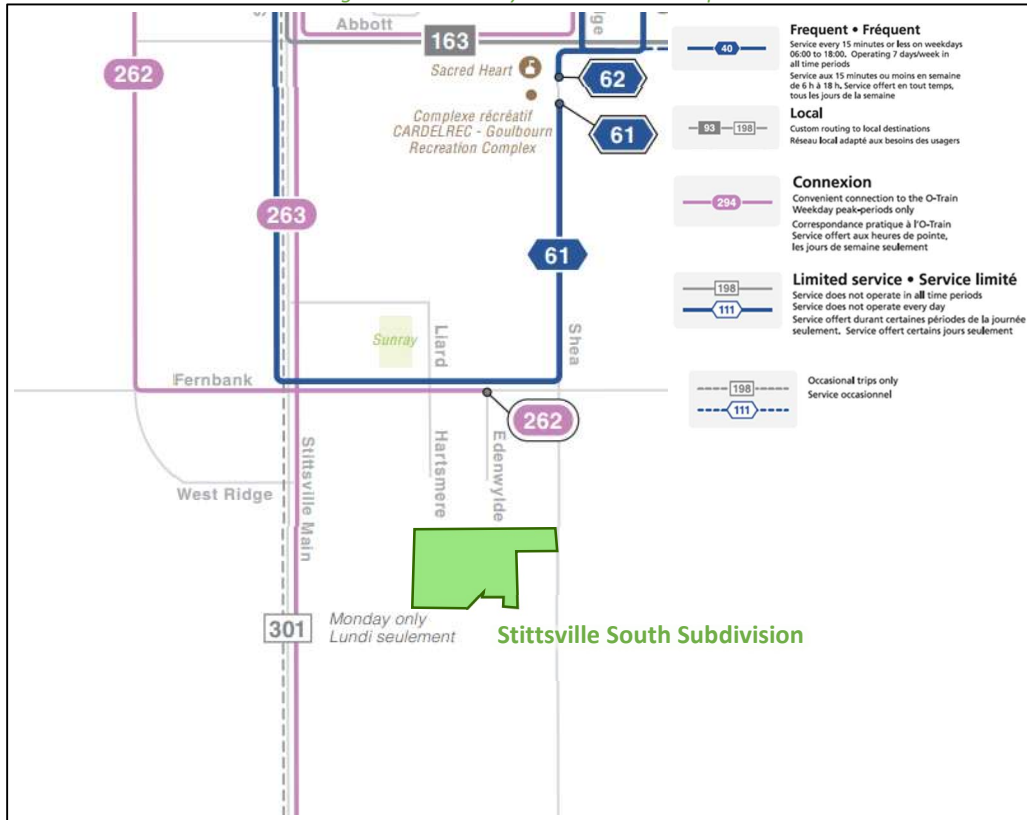 Abbott
163
262
Sacred Heart
62
Complexe récréatif
CARDELREC - Goulbourn
Recreation Complex
61
263
61
Sunray
Liard
Shea
Fernbank
262
Hartsmere
Edenwylde
Stittsville Main
West Ridge
301
Monday only
Lundi seulement
Stittsville South Subdivision
40
Frequent • Fréquent
Service every 15 minutes or less on weekdays
06:00 to 18:00. Operating 7 days/week in
all time periods
Service aux 15 minutes ou moins en semaine
de 6 h à 18 h. Service offert en tout temps,
tous les jours de la semaine
93
198
Local
Custom routing to local destinations
Réseau local adapté aux besoins des usagers
294
Connexion
Convenient connection to the O-Train
Weekday peak-periods only
Correspondance pratique à l'O-Train
Service offert aux heures de pointe,
les jours de semaine seulement
198
111
Limited service • Service limité
Service does not operate in all time periods
Service does not operate every day
Service offert durant certaines périodes de la journée
seulement. Service offert certains jours seulement
198
111
Occasional trips only
Service occasionnel